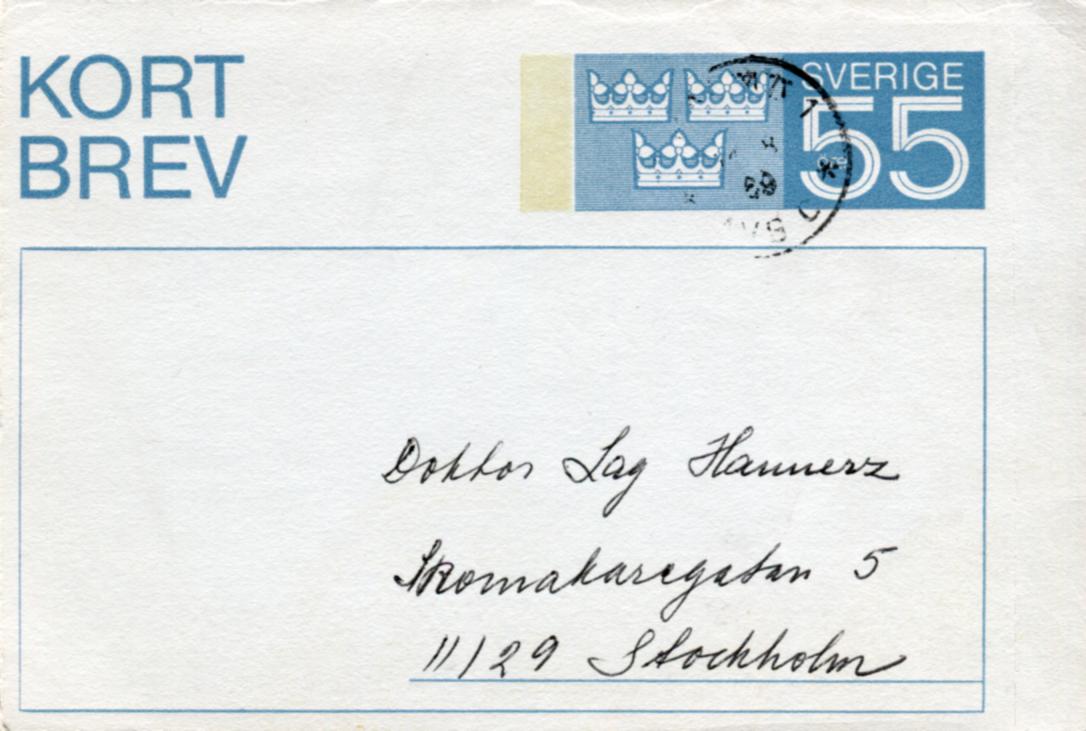 KORT
BREV
SVERIGE
55
Doktor Lag Hannerz
Skomakaregatan 5
11129 Stockholm